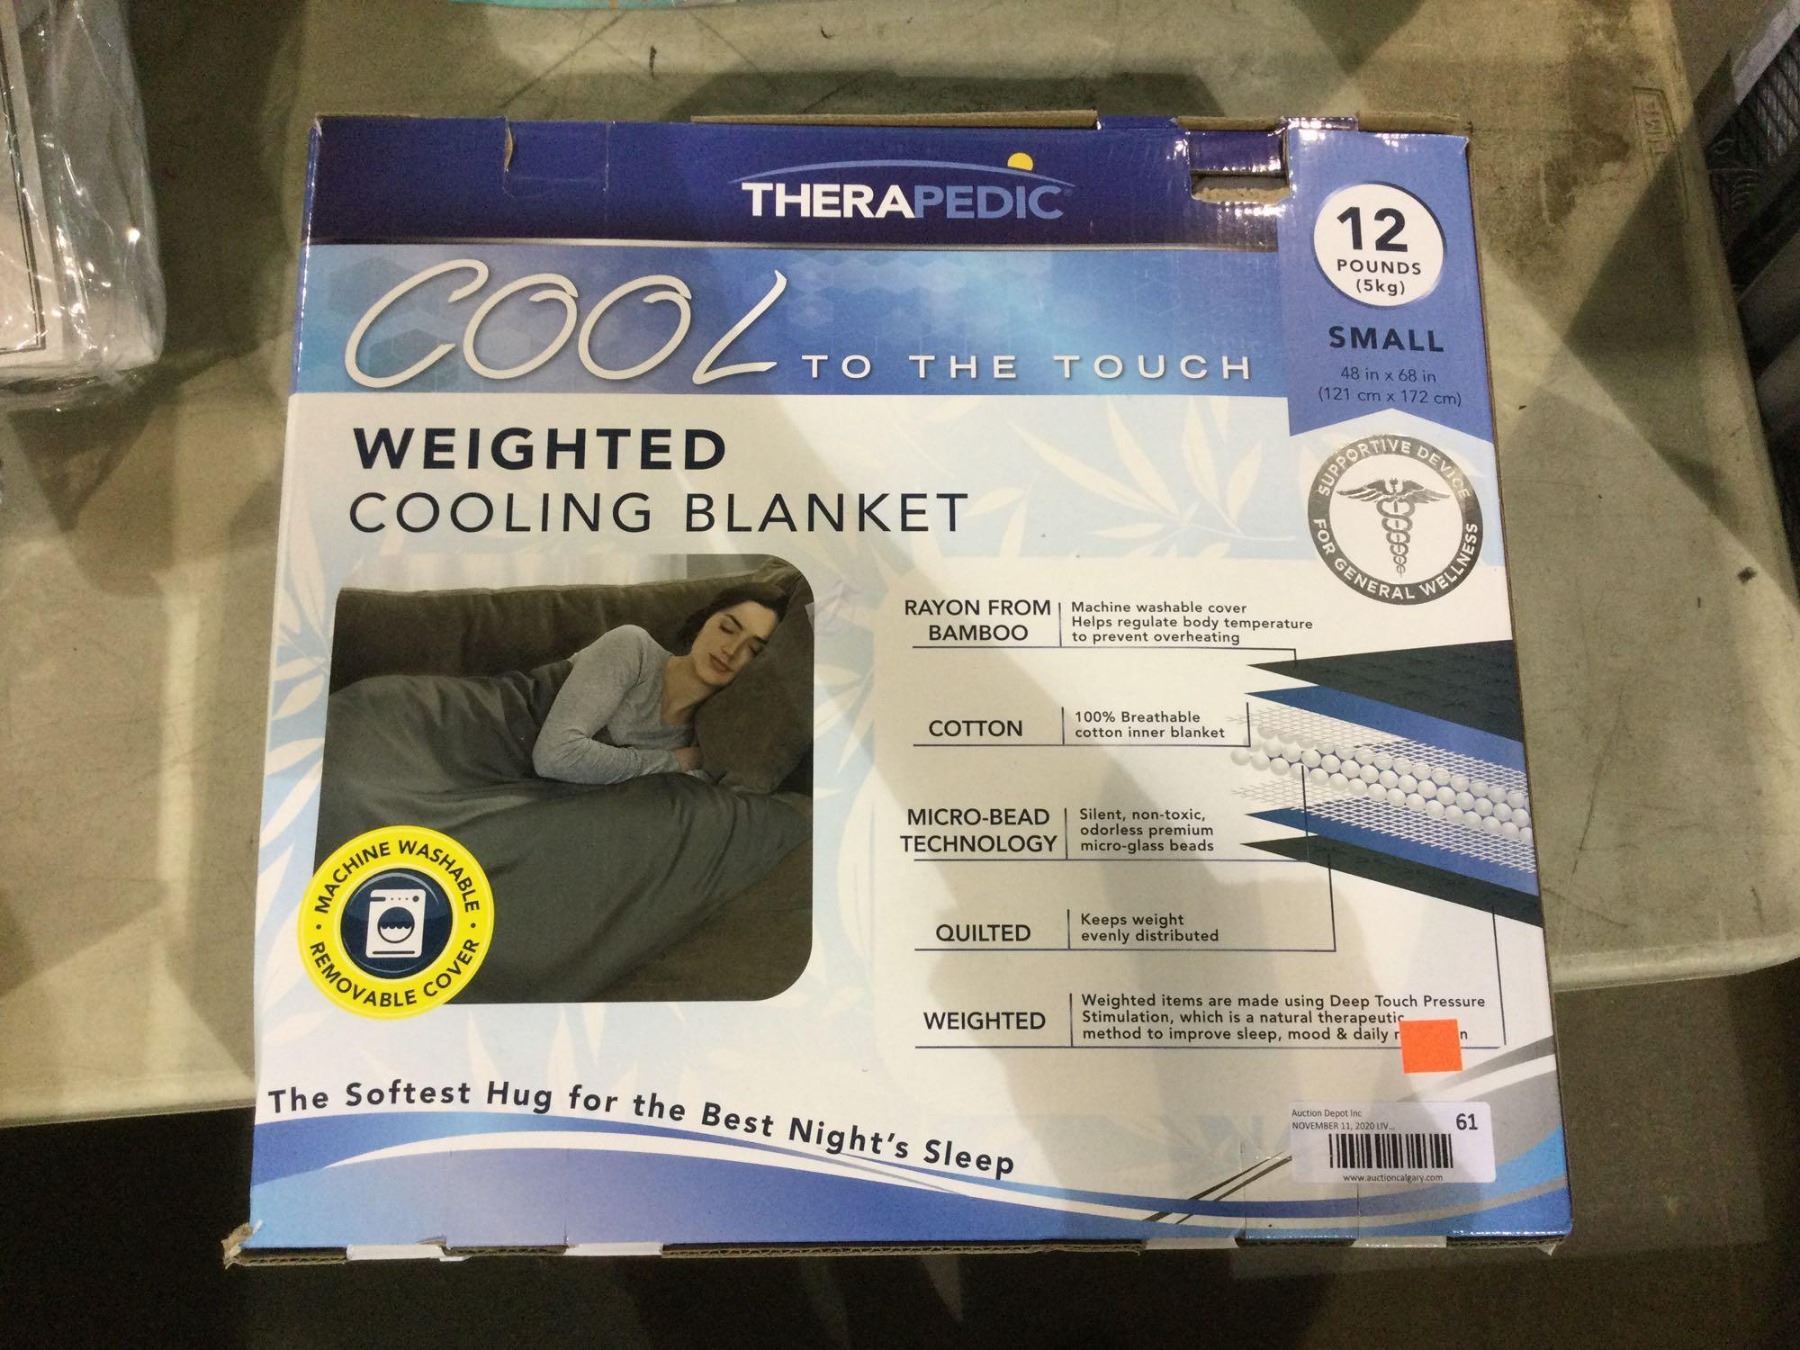 THERAPEDIC
12
POUNDS
(5kg)
SMALL
48 in x 68 in
(121 cm x 172 cm)
COOL TO THE TOUCH
WEIGHTED
COOLING BLANKET
SUPPORTIVE DEVICE
FOR GENERAL WELLNESS
RAYON FROM
BAMBOO
Machine washable cover
Helps regulate body temperature
to prevent overheating
COTTON
100% Breathable
cotton inner blanket
MICRO-BEAD
TECHNOLOGY
Silent, non-toxic,
odorless premium
micro-glass beads
QUILTED
Keeps weight
evenly distributed
WEIGHTED
Weighted items are made using Deep Touch Pressure
Stimulation, which is a natural therapeutic
method to improve sleep, mood & daily
MACHINE WASHABLE
REMOVABLE COVER
The Softest Hug for the Best Night's Sleep
Auction Depot Inc
NOVEMBER 11, 2020 LIV...
61
www.auctioncalgary.com